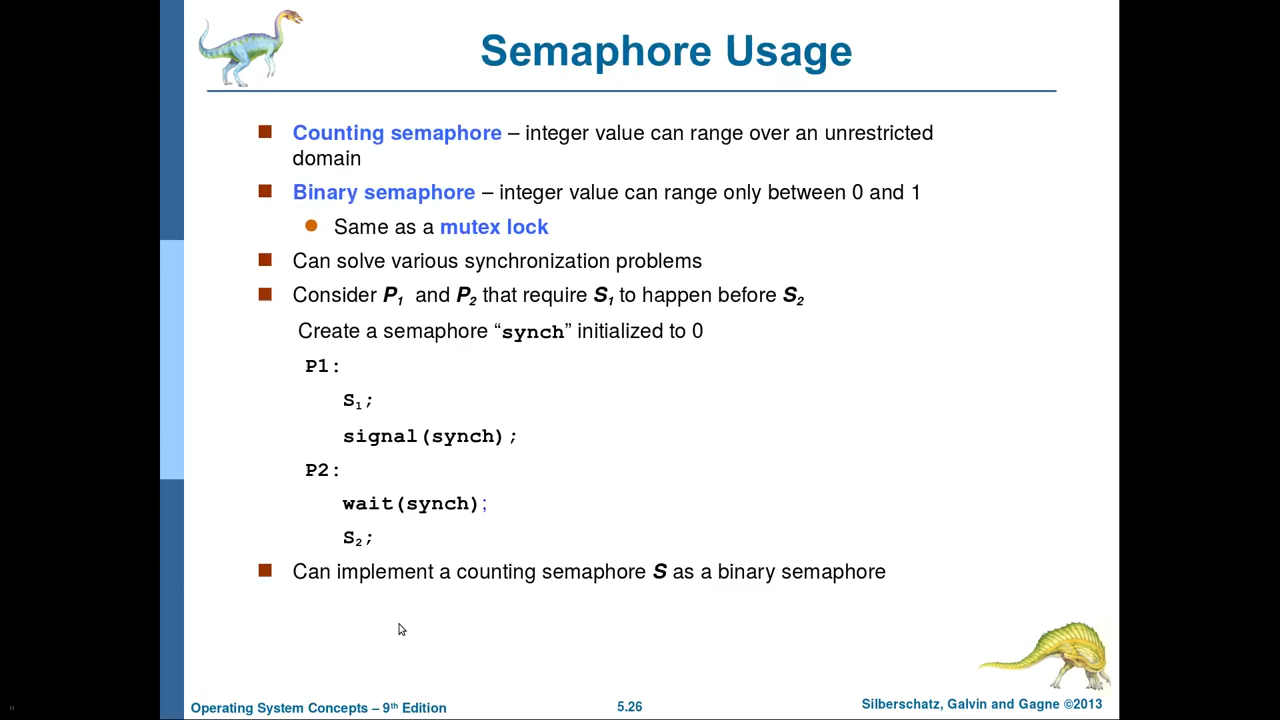 Semaphore Usage
Counting semaphore – integer value can range over an unrestricted
domain
Binary semaphore – integer value can range only between 0 and 1
Same as a mutex lock
Can solve various synchronization problems
Consider P1 and P2 that require S1 to happen before S2
Create a semaphore “synch” initialized to 0
P1:
S1;
signal(synch);
P2:
wait(synch);
S2;
Can implement a counting semaphore S as a binary semaphore
Operating System Concepts – 9th Edition
5.26
Silberschatz, Galvin and Gagne ©2013